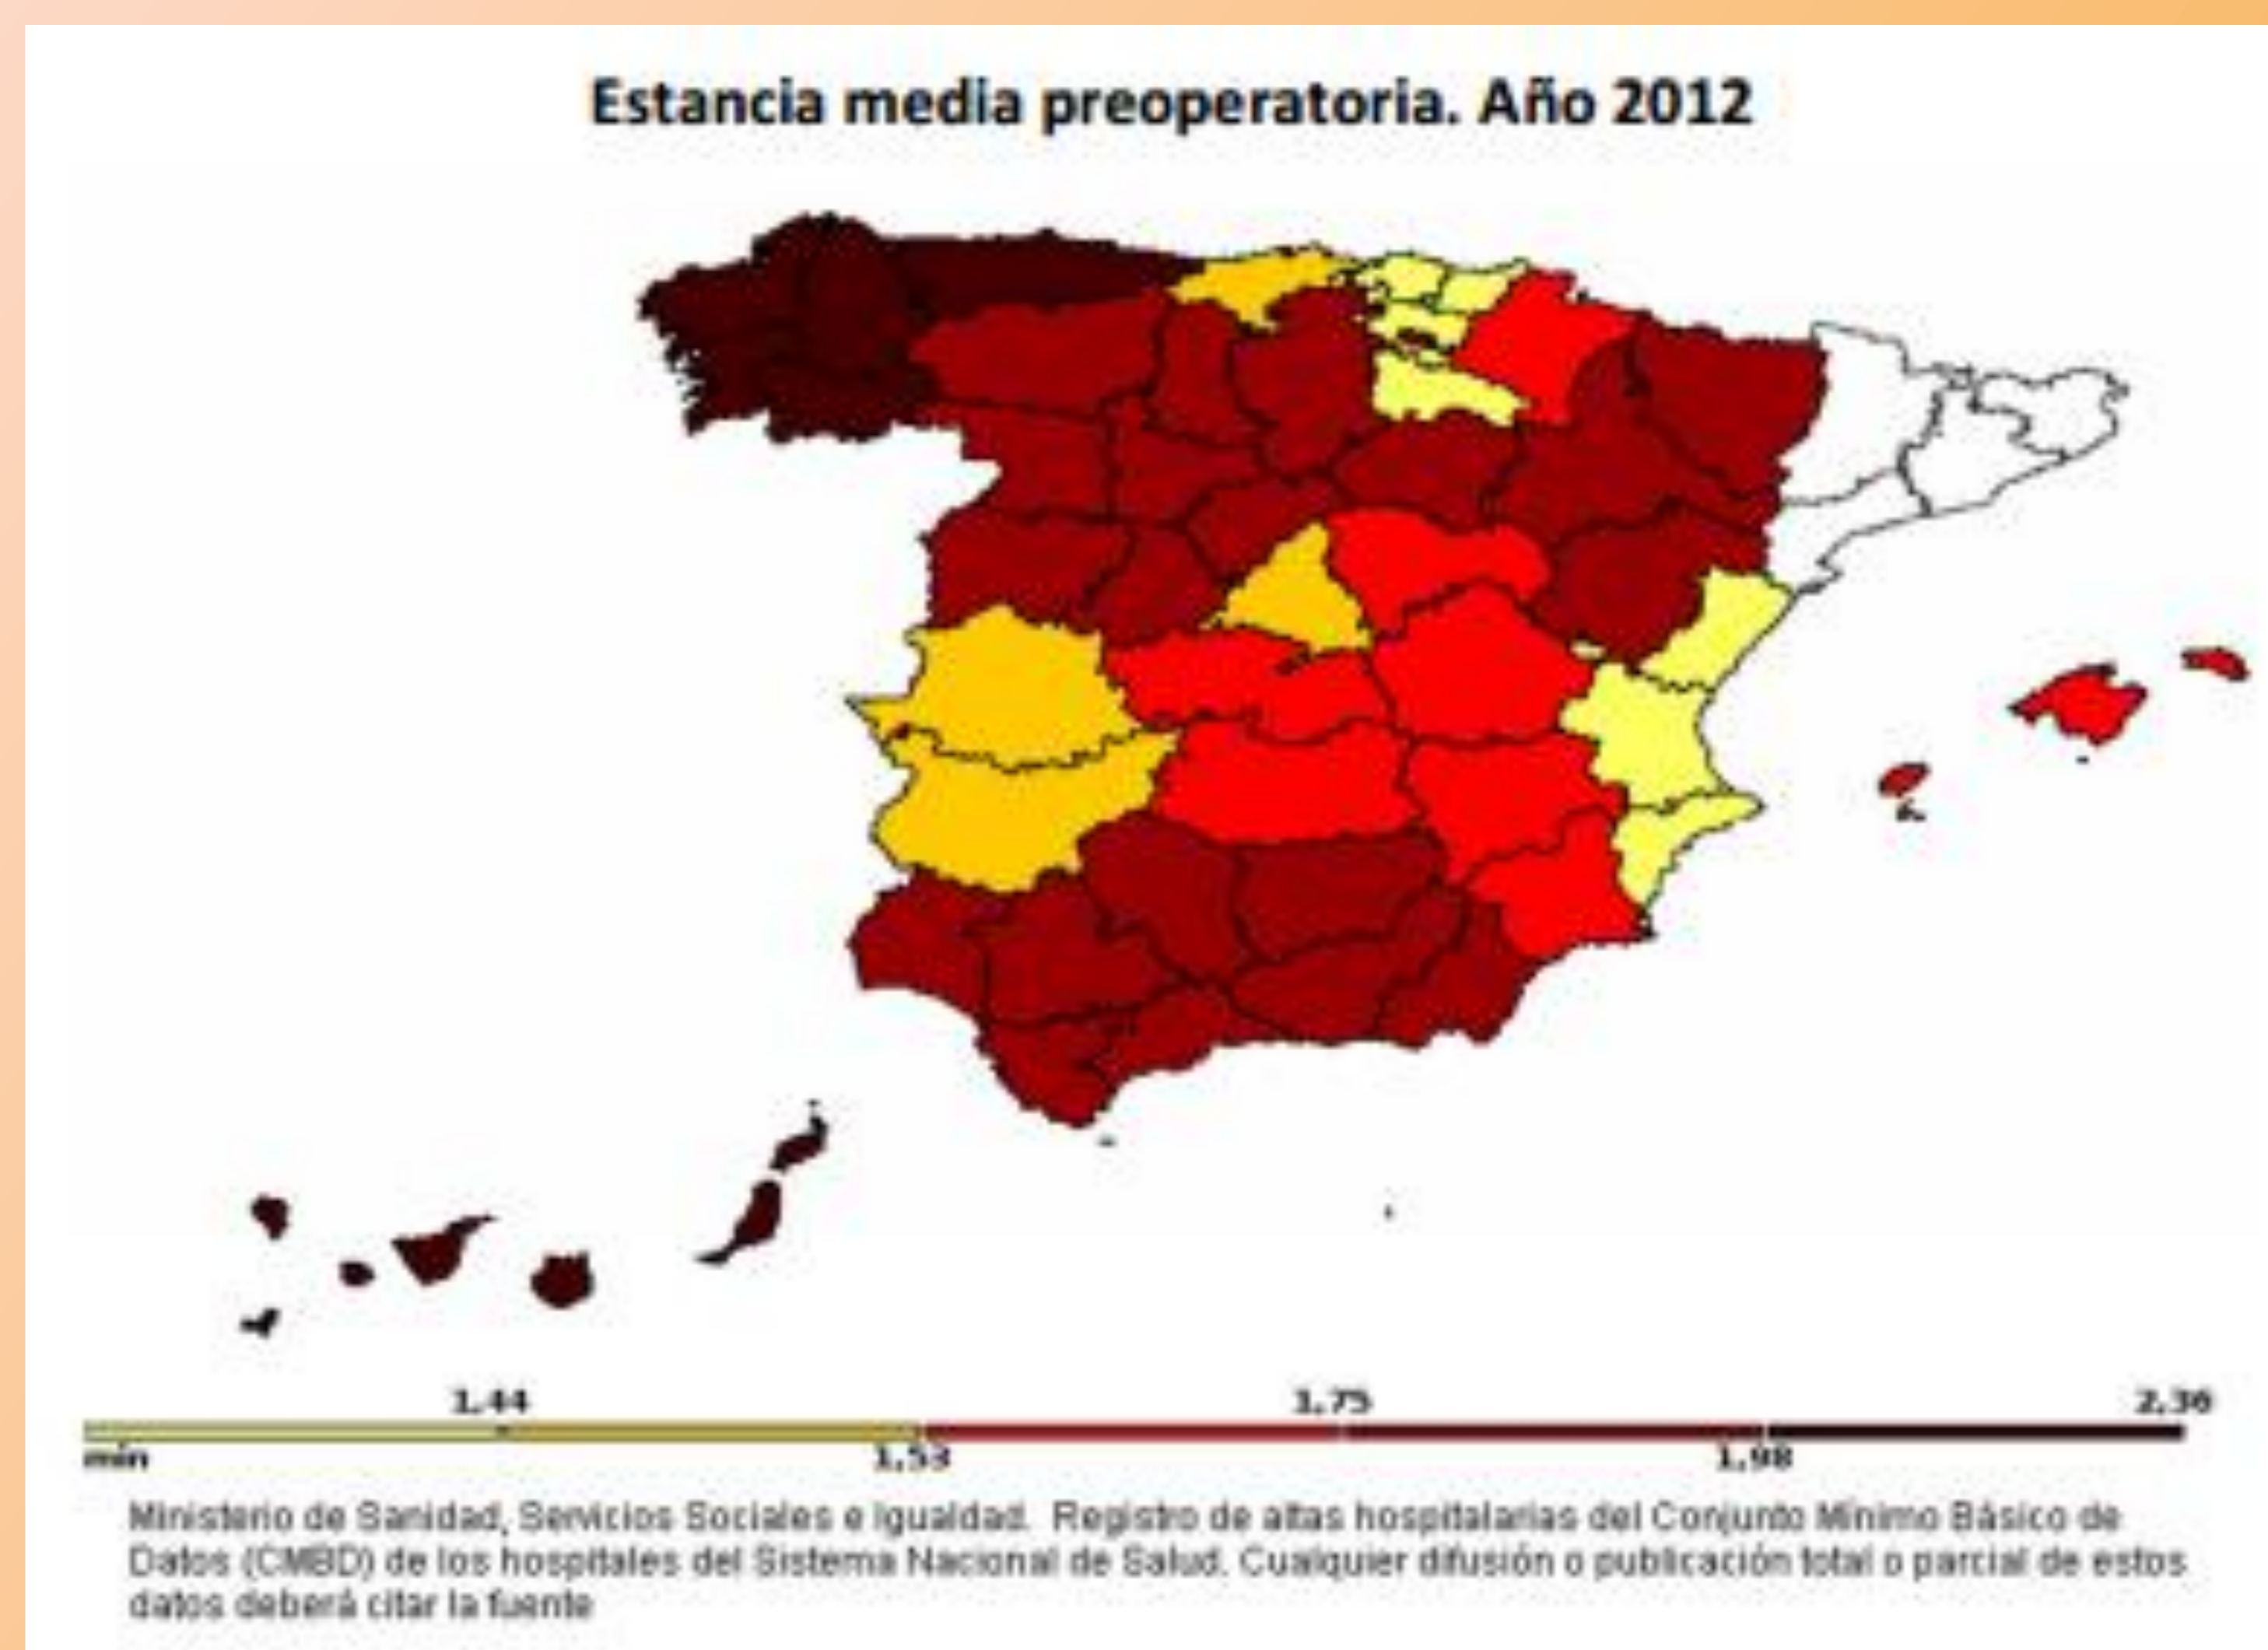 Estancia media preoperatoria. Año 2012
1.44
1.75
2.36
min
1.53
1.98
Ministerio de Sanidad, Servicios Sociales e Igualdad. Registro de altas hospitalarias del Conjunto Mínimo Básico de
Datos (CMBD) de los hospitales del Sistema Nacional de Salud. Cualquier difusión o publicación total o parcial de estos
datos deberá citar la fuente